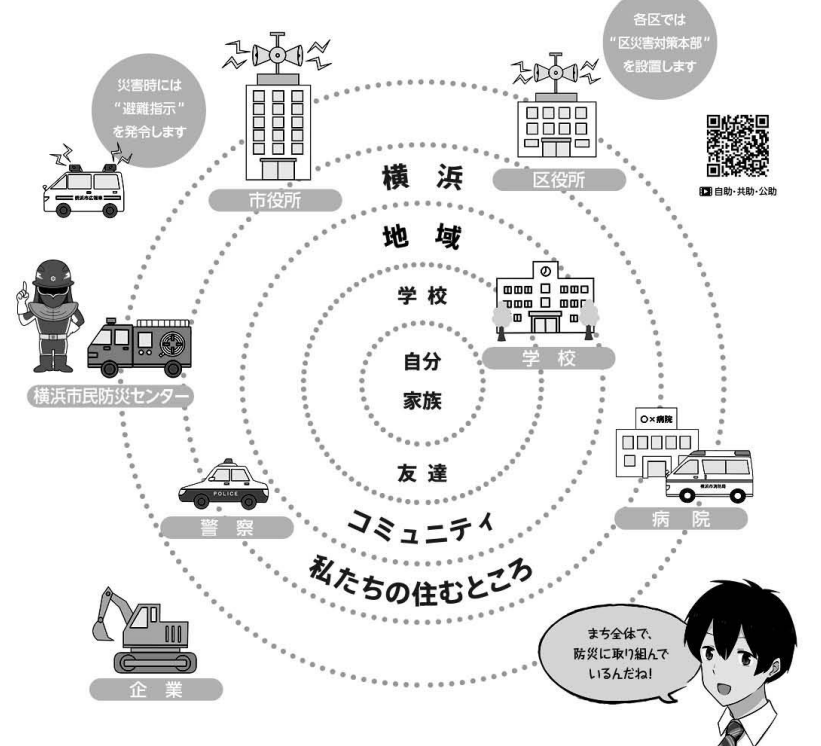 各区では
“区災害対策本部”
を設置します
災害時には
“避難指示”
を発令します
市役所
区役所
自助・共助・公助
横浜
地域
学校
自分
家族
友達
コミュニティ
私たちの住むところ
学校
横浜市民防災センター
○×病院
POLICE
警察
病院
企業
まち全体で、
防災に取り組んで
いるんだね!